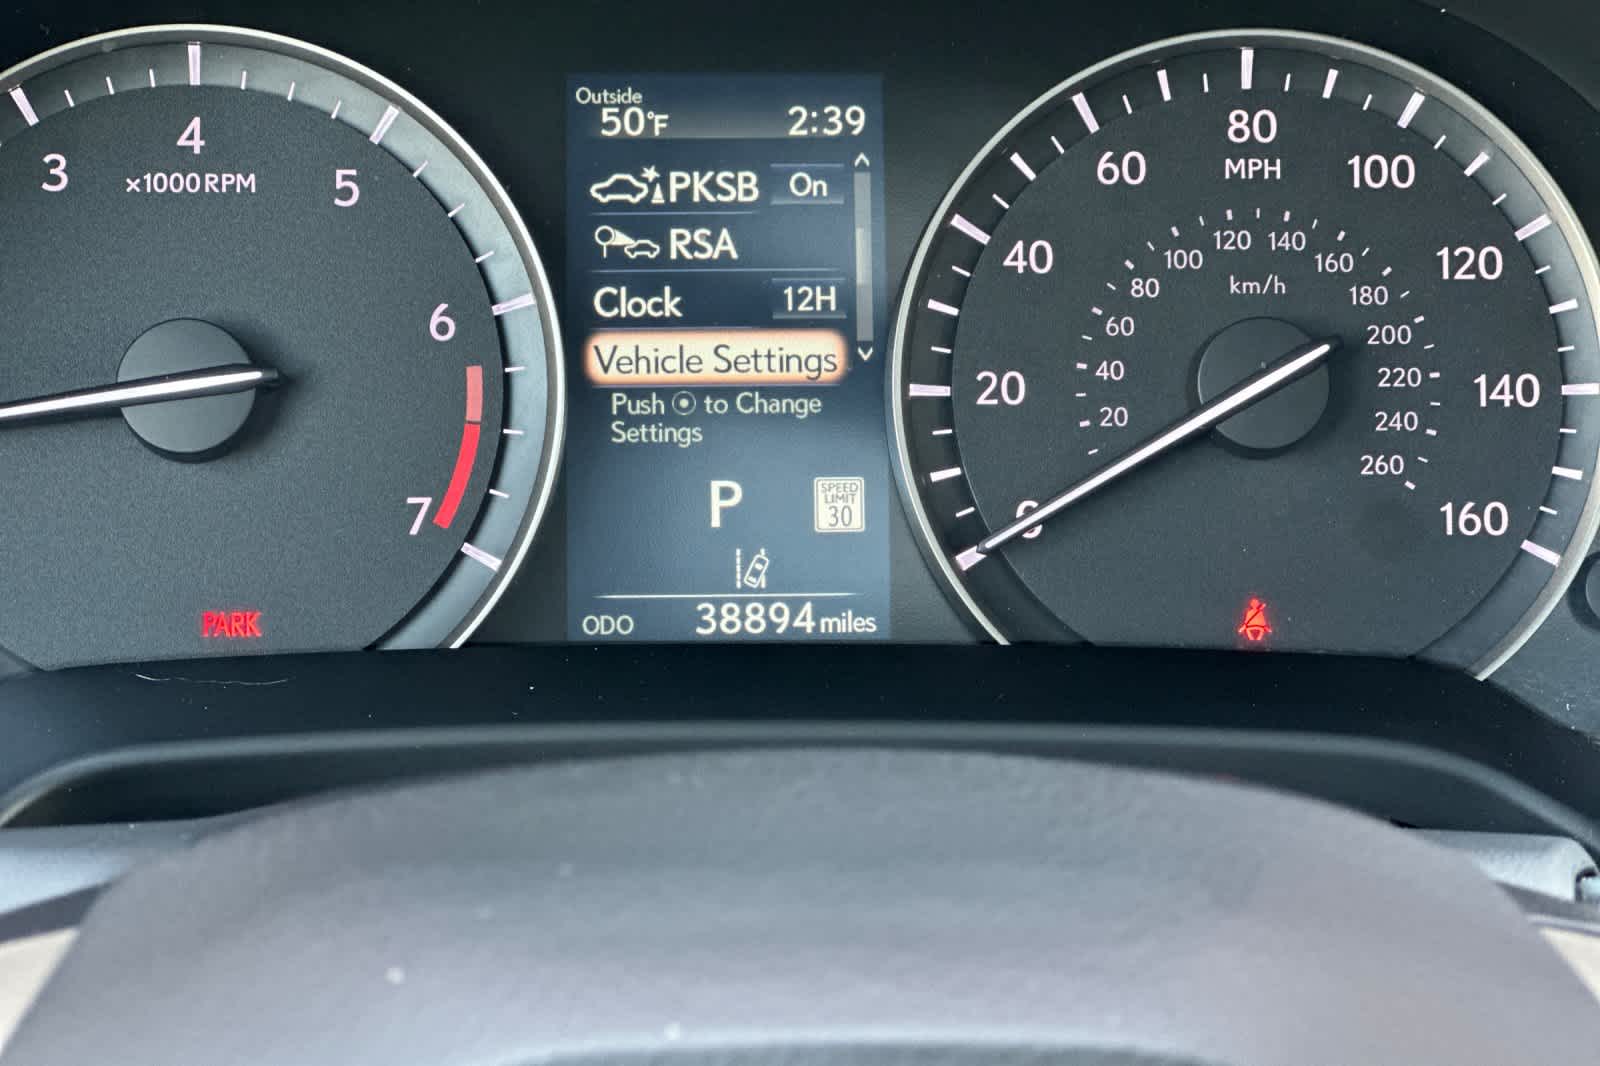 3
4
5
×1000RPM
6
7
PARK
Outside
50°F 2:39
PKSB On
RSA
Clock 12H
Vehicle Settings
Push to Change
Settings
P
SPEED
LIMIT
30
ODO 38894 miles
0
20
40
60
80
MPH
100
120
140
160
20
40
60
80
100
120
140
160
180
200
220
240
260
km/h